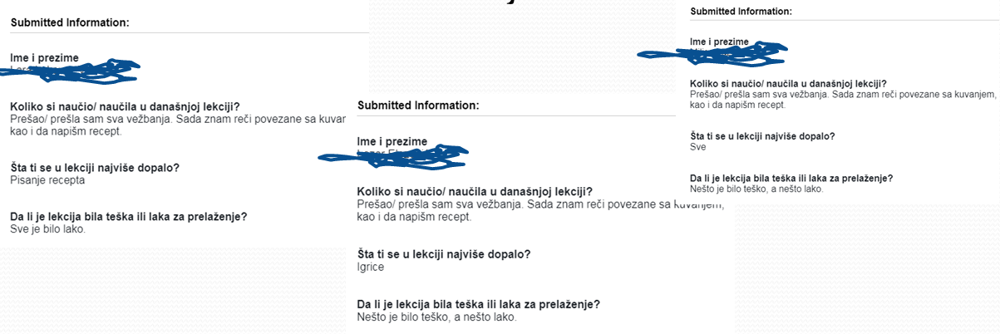 Submitted Information:
Ime i prezime
Koliko si naučio/ naučila u današnjoj lekciji?
Prešao/ prešla sam sva vežbanja. Sada znam reči povezane sa kuvar
kao i da napišm recept.
Šta ti se u lekciji najviše dopalo?
Pisanje recepta
Da li je lekcija bila teška ili laka za prelaženje?
Sve je bilo lako.
Submitted Information:
Ime i prezime
Koliko si naučio/ naučila u današnjoj lekciji?
Prešao/ prešla sam sva vežbanja. Sada znam reči povezane sa kuvanjem,
kao i da napišm recept.
Šta ti se u lekciji najviše dopalo?
Igrice
Da li je lekcija bila teška ili laka za prelaženje?
Nešto je bilo teško, a nešto lako.
Submitted Information:
Ime i prezime
Koliko si naučio/ naučila u današnjoj lekciji?
Prešao/ prešla sam sva vežbanja. Sada znam reči povezane sa kuvanjem,
kao i da napišm recept.
Šta ti se u lekciji najviše dopalo?
Sve
Da li je lekcija bila teška ili laka za prelaženje?
Nešto je bilo teško, a nešto lako.